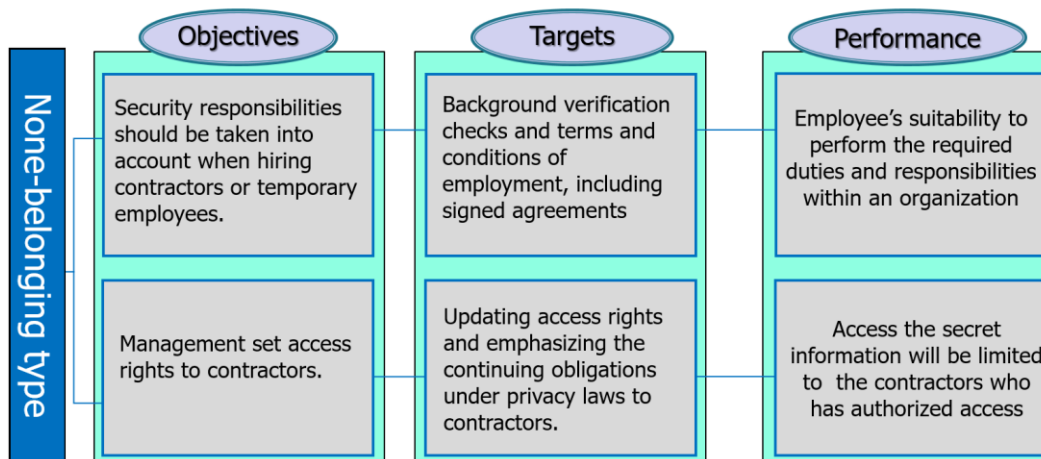 Objectives
Targets
Performance
None-belonging type
Security responsibilities
should be taken into
account when hiring
contractors or temporary
employees.
Background verification
checks and terms and
conditions of
employment, including
signed agreements
Employee's suitability to
perform the required
duties and responsibilities
within an organization
Management set access
rights to contractors.
Updating access rights
and emphasizing the
continuing obligations
under privacy laws to
contractors.
Access the secret
information will be limited
to the contractors who
has authorized access